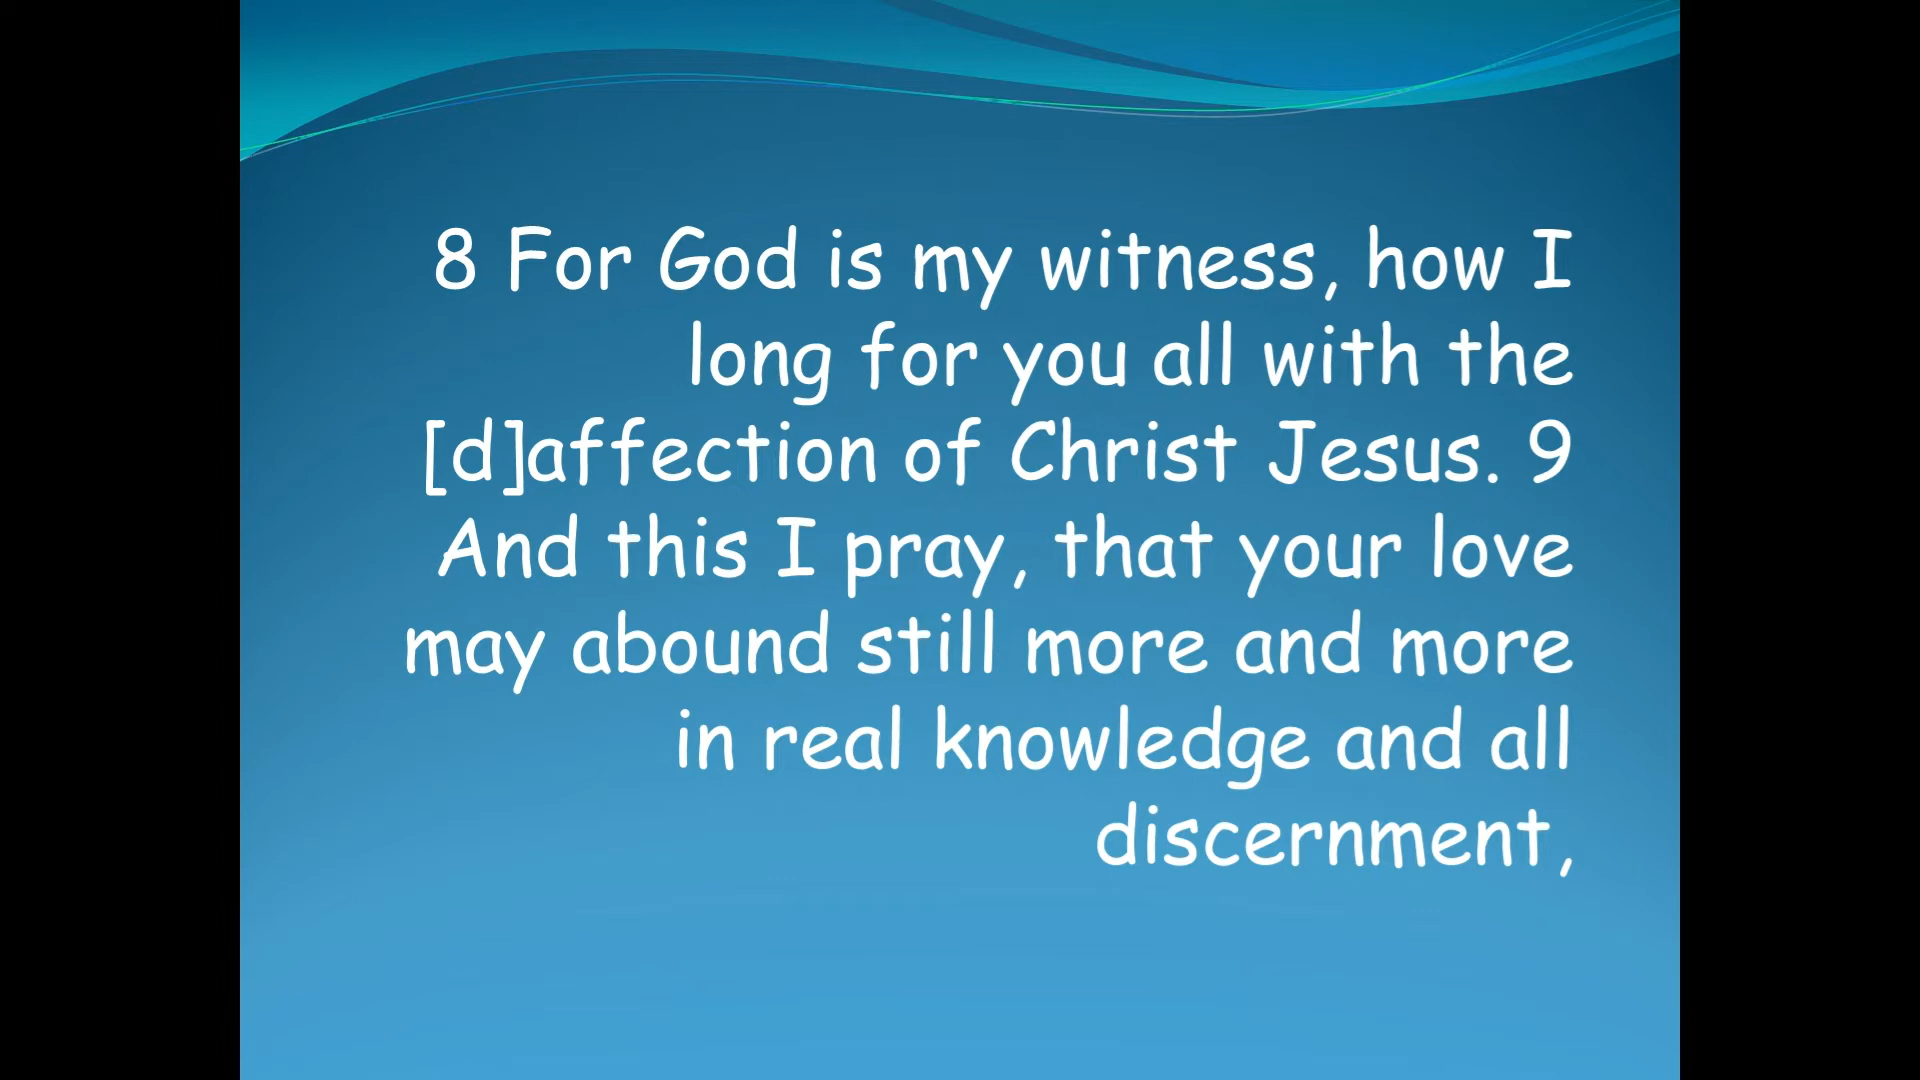 8 For God is my witness, how I
long for you all with the
[d]affection of Christ Jesus. 9
And this I pray, that your love
may abound still more and more
in real knowledge and all
discernment,